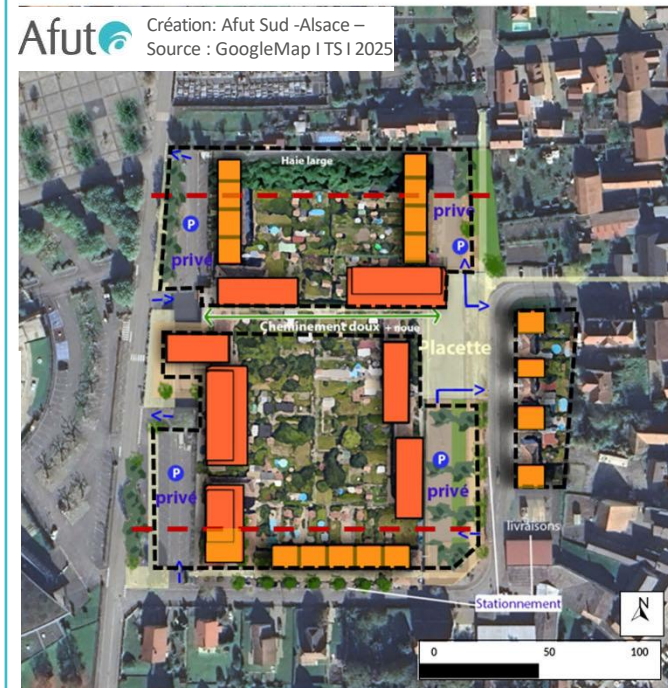 Afut
Création: Afut Sud -Alsace –
Source : GoogleMap I TS I 2025
Haie large
P
privé
privé
P
Cheminement doux + noue
Placette
P
privé
P
privé
livraisons
Stationnement
N
0 50 100